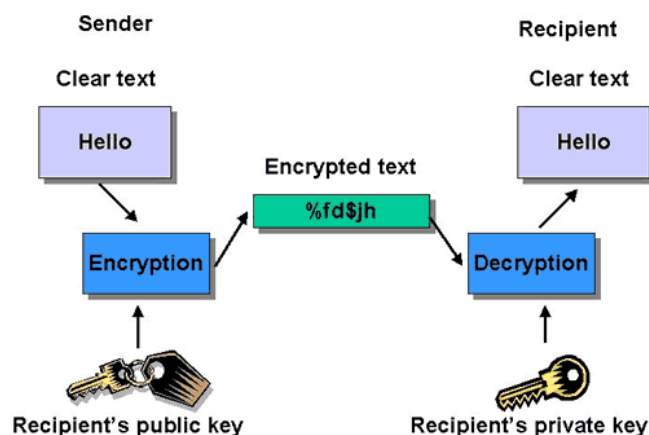 Sender
Recipient
Clear text
Clear text
Hello
Hello
Encrypted text
%fd$jh
Encryption
Decryption
Recipient's public key
Recipient's private key